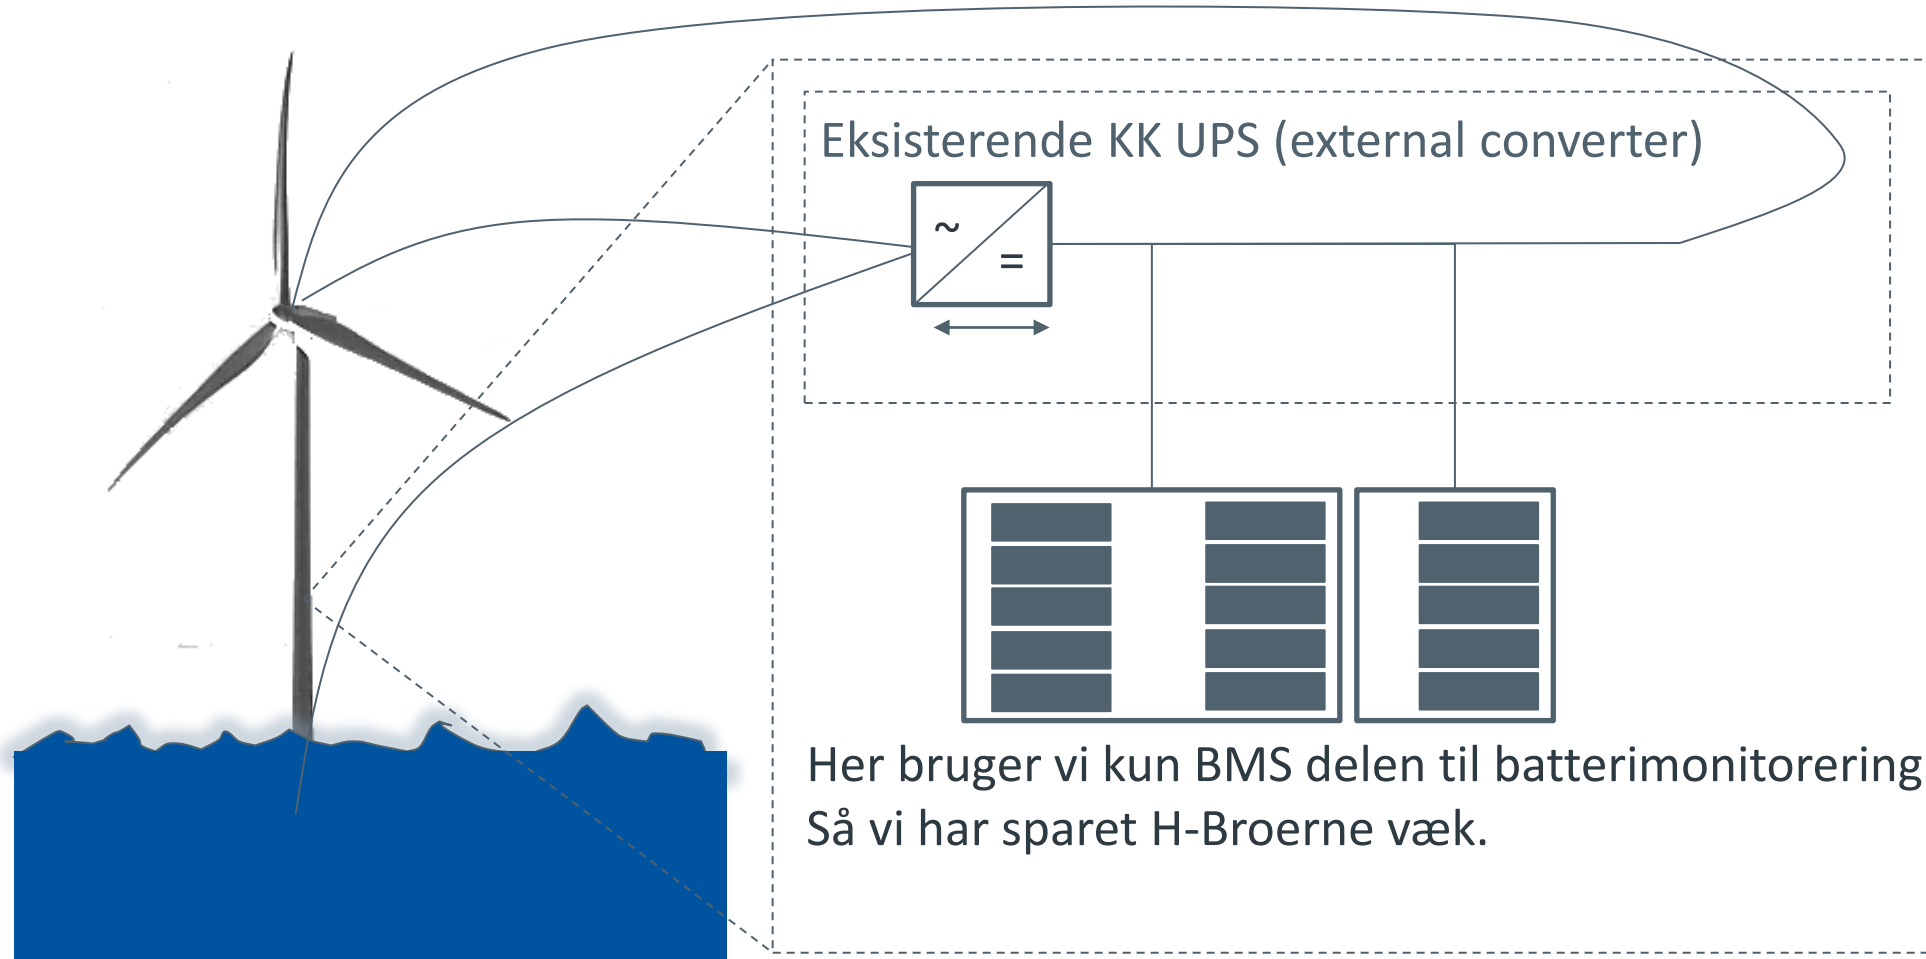 Eksisterende KK UPS (external converter)
~
=
Her bruger vi kun BMS delen til batterimonitorering
Så vi har sparet H-Broerne væk.